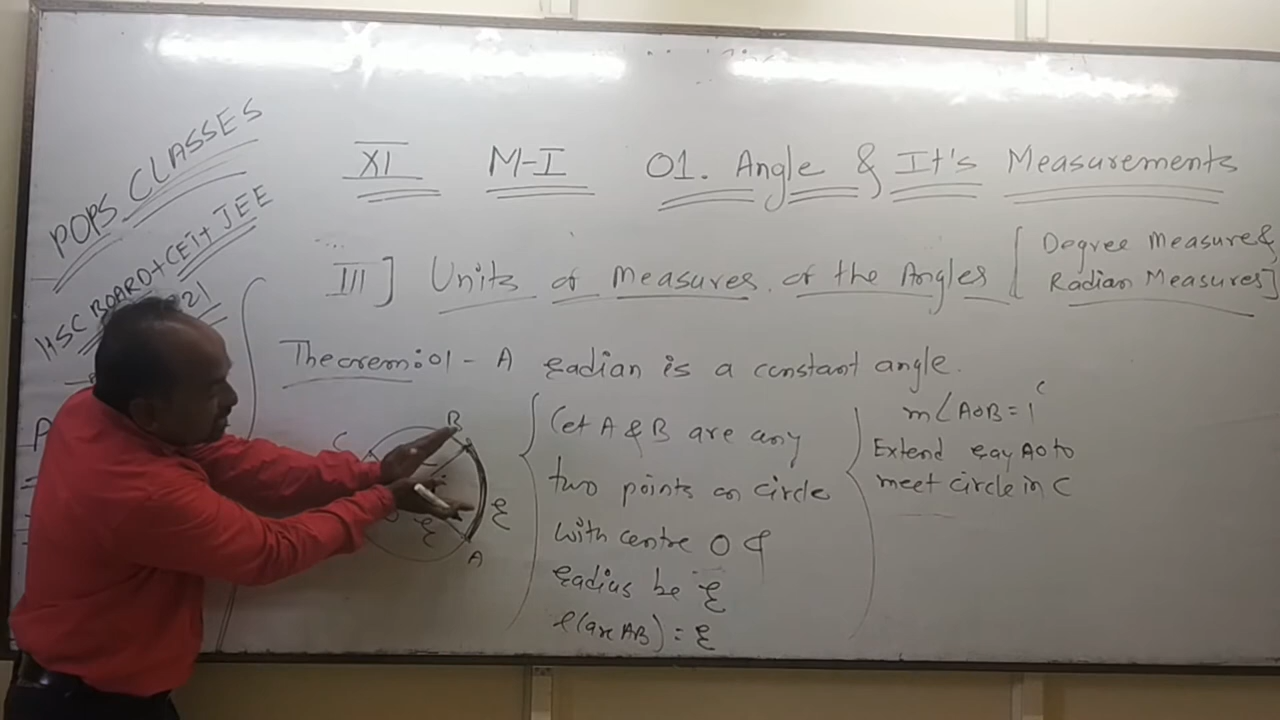 POPS CLASSES
HSC BOARD+CET+JEE
XI M-I 01. Angle & It's Measurements
III] Units of Measures of the Angles [Degree Measure &
Radian Measures]
Theorem:01 - A radian is a constant angle.
C
B
r
r
A
Let A & B are any
two points on circle
with centre O &
radius be r
l(arc AB) = r
m∠AOB = 1ᶜ
Extend ray AO to
meet circle in C